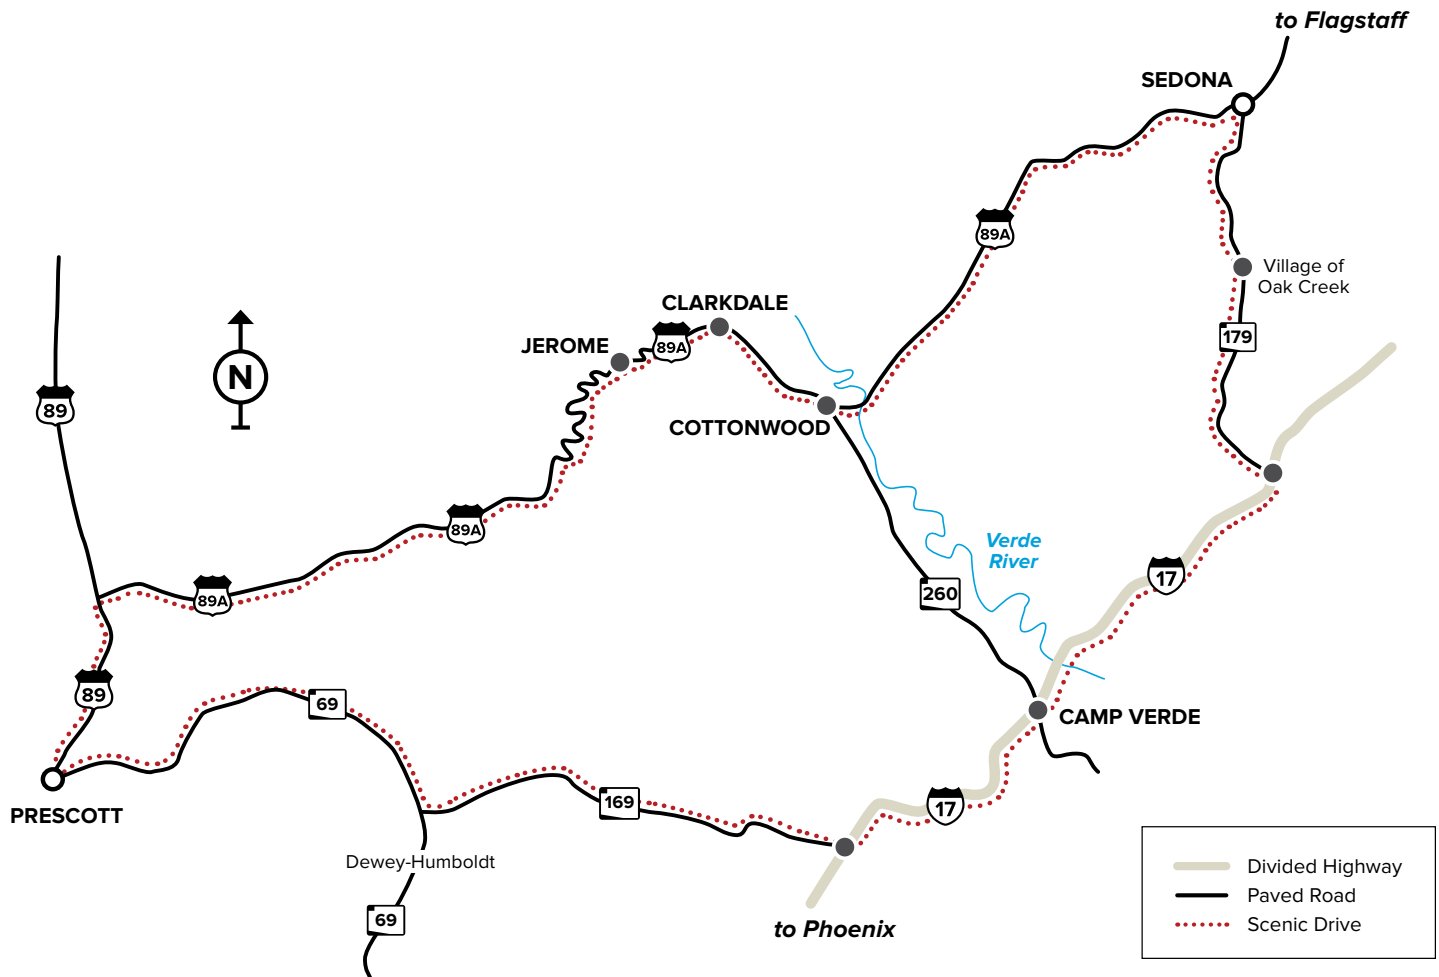 to Flagstaff
SEDONA
89A
Village of
Oak Creek
CLARKDALE
179
JEROME
89A
N
89
COTTONWOOD
89A
Verde
River
17
89A
260
89
69
CAMP VERDE
169
17
PRESCOTT
Dewey-Humboldt
69
to Phoenix
Divided Highway
Paved Road
Scenic Drive